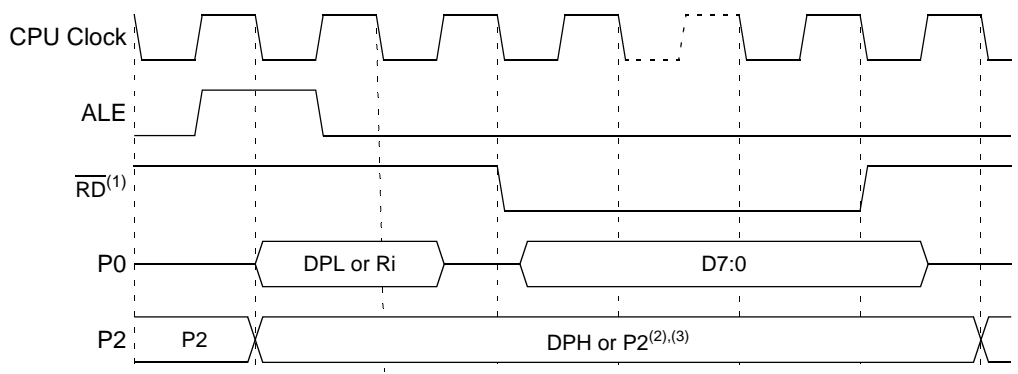 CPU Clock
ALE
RD(1)
P0 DPL or Ri D7:0
P2 P2 DPH or P2(2),(3)